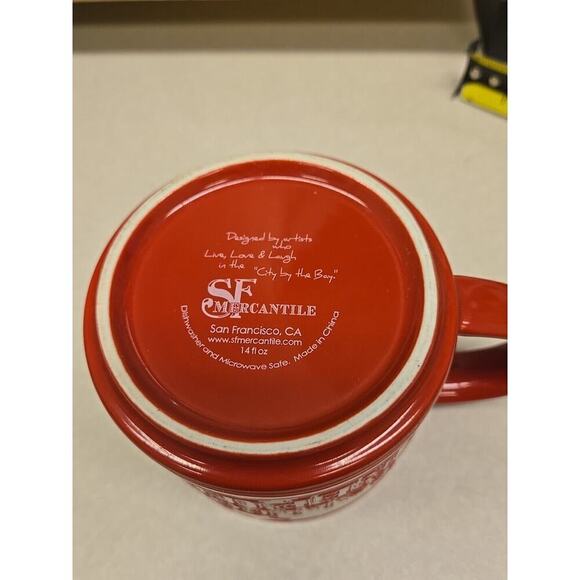 Designed by artists
who
Live, Love & Laugh
in the "City by the Bay."
SF
MERCANTILE
San Francisco, CA
www.sfmercantile.com
14 fl oz
Dishwasher and Microwave Safe. Made in China